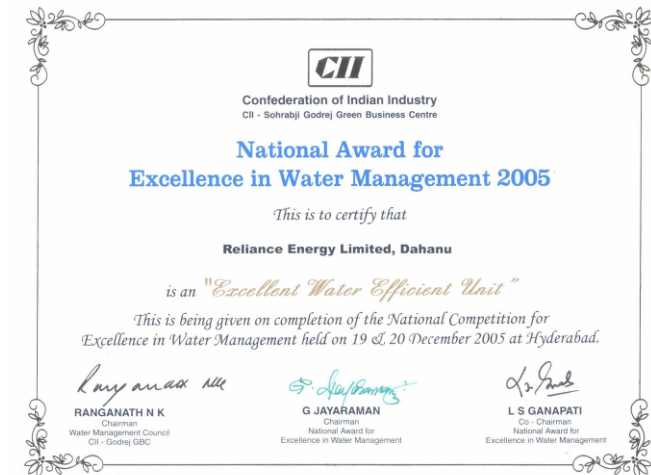 CII
Confederation of Indian Industry
CII - Sohrabji Godrej Green Business Centre
National Award for
Excellence in Water Management 2005
This is to certify that
Reliance Energy Limited, Dahanu
is an "Excellent Water Efficient Unit"
This is being given on completion of the National Competition for
Excellence in Water Management held on 19 & 20 December 2005 at Hyderabad.
RANGANATH N K
Chairman
Water Management Council
CII - Godrej GBC
G JAYARAMAN
Chairman
National Award for
Excellence in Water Management
L S GANAPATI
Co - Chairman
National Award for
Excellence in Water Management